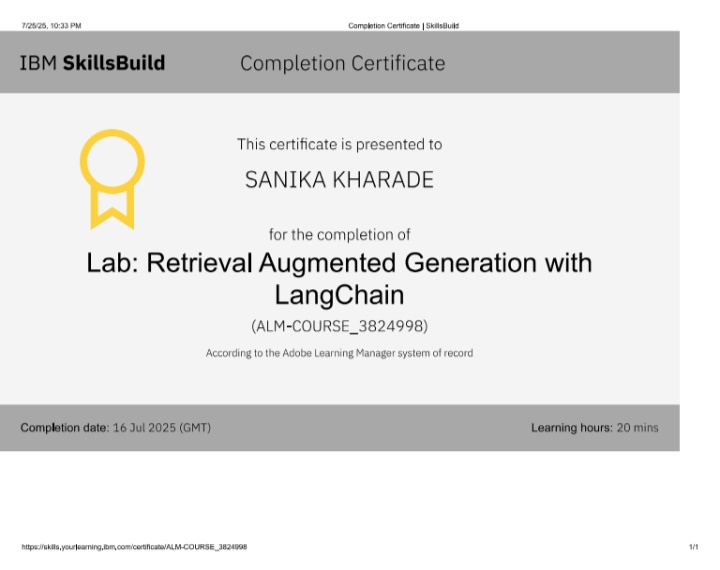 7/25/25, 10:33 PM Completion Certificate | SkillsBuild
IBM SkillsBuild Completion Certificate
This certificate is presented to
SANIKA KHARADE
for the completion of
Lab: Retrieval Augmented Generation with
LangChain
(ALM-COURSE_3824998)
According to the Adobe Learning Manager system of record
Completion date: 16 Jul 2025 (GMT) Learning hours: 20 mins
https://skills.yourlearning.ibm.com/certificate/ALM-COURSE_3824998 1/1